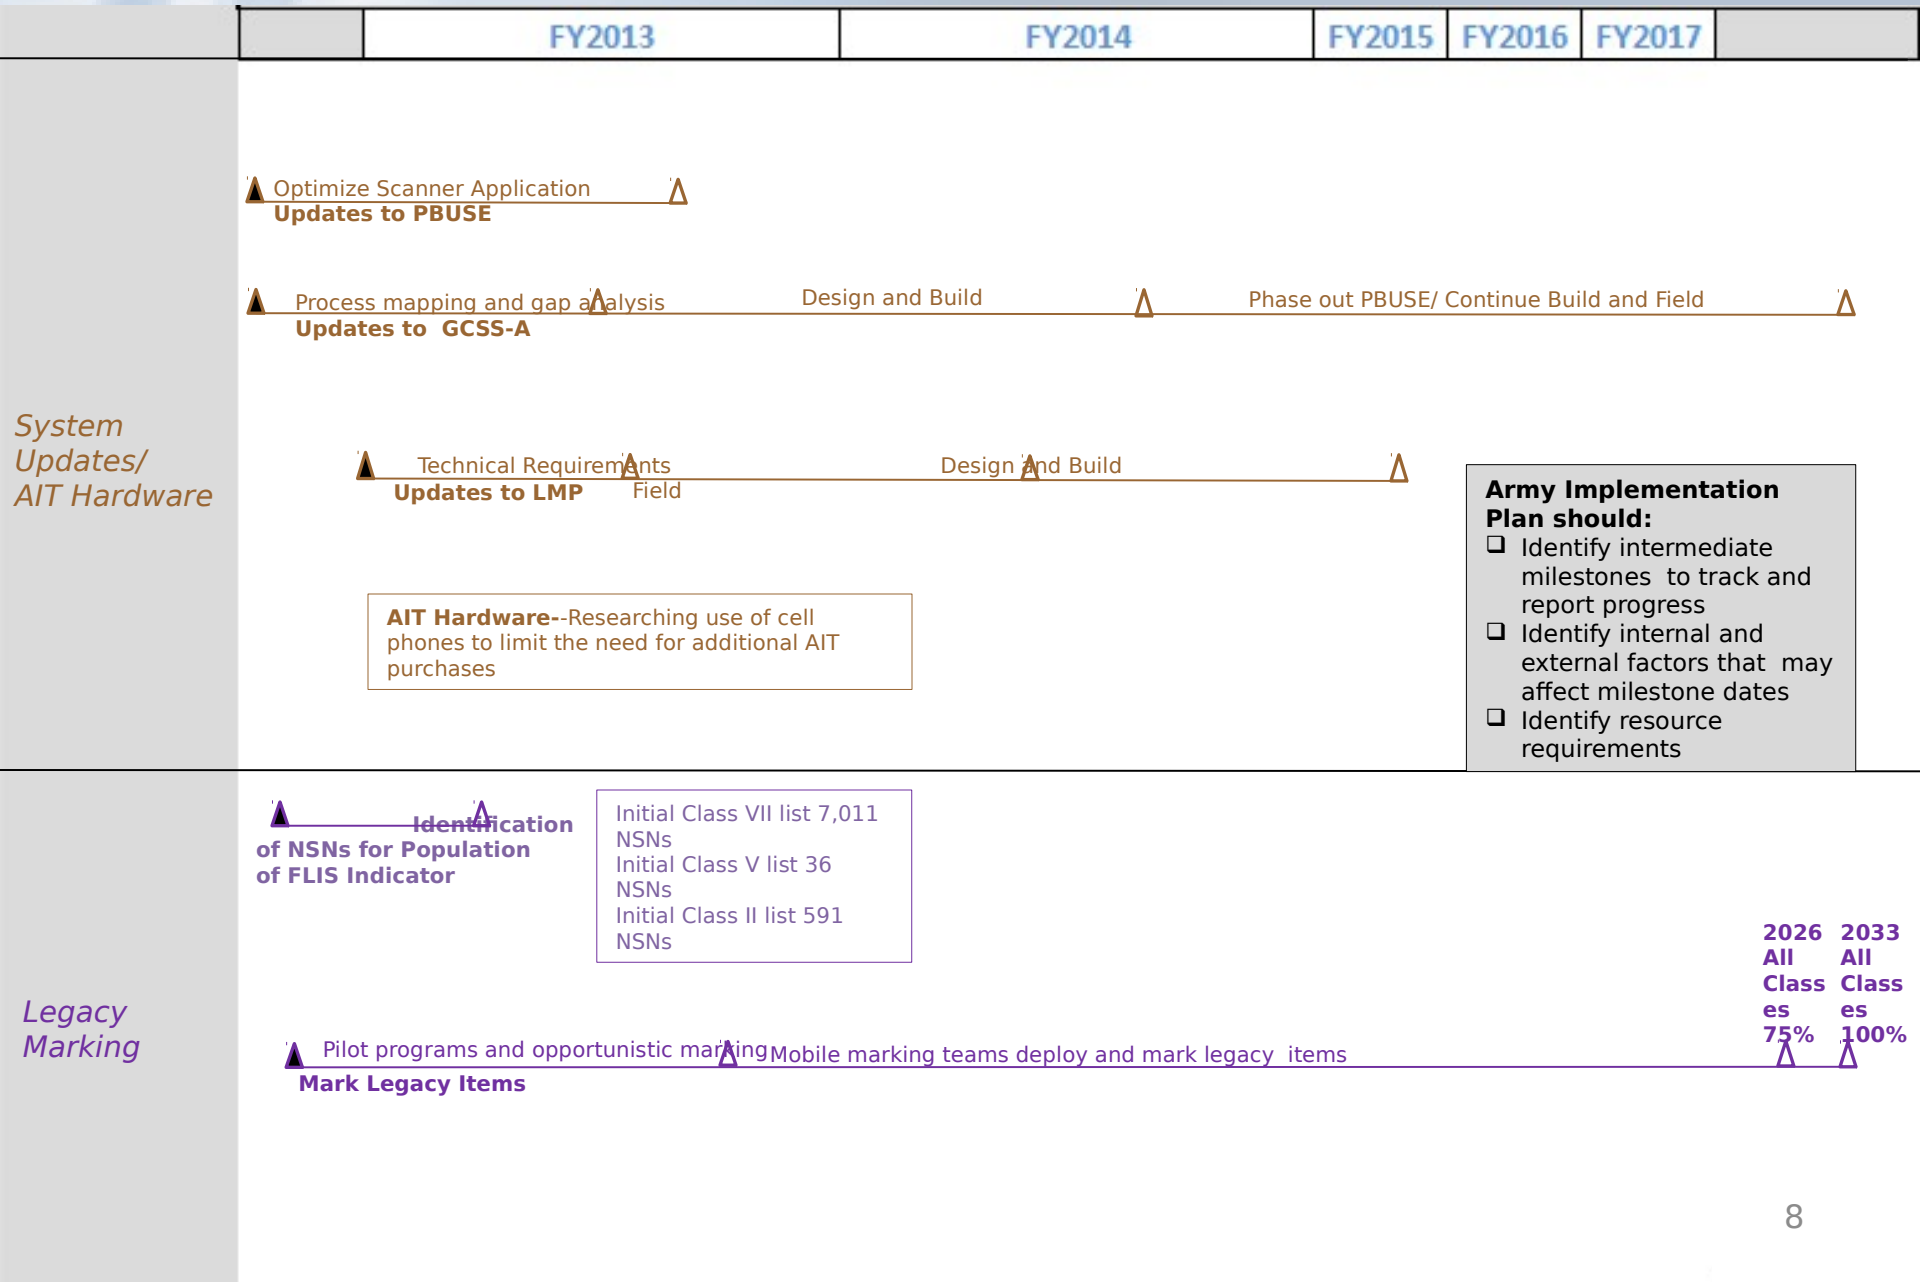 FY2013 FY2014 FY2015 FY2016 FY2017
Optimize Scanner Application
Updates to PBUSE
Process mapping and gap analysis
Updates to  GCSS-A
Design and Build
Phase out PBUSE/ Continue Build and Field
System
Updates/
AIT Hardware
Technical Requirements
Design and Build
Updates to LMP
Field
AIT Hardware--Researching use of cell
phones to limit the need for additional AIT
purchases
Army Implementation
Plan should:
❑ Identify intermediate
milestones  to track and
report progress
❑ Identify internal and
external factors that  may
affect milestone dates
❑ Identify resource
requirements
Identification
of NSNs for Population
of FLIS Indicator
Initial Class VII list 7,011
NSNs
Initial Class V list 36
NSNs
Initial Class II list 591
NSNs
2026
All
Class
es
75%
2033
All
Class
es
100%
Legacy
Marking
Pilot programs and opportunistic marking
Mobile marking teams deploy and mark legacy  items
Mark Legacy Items
8